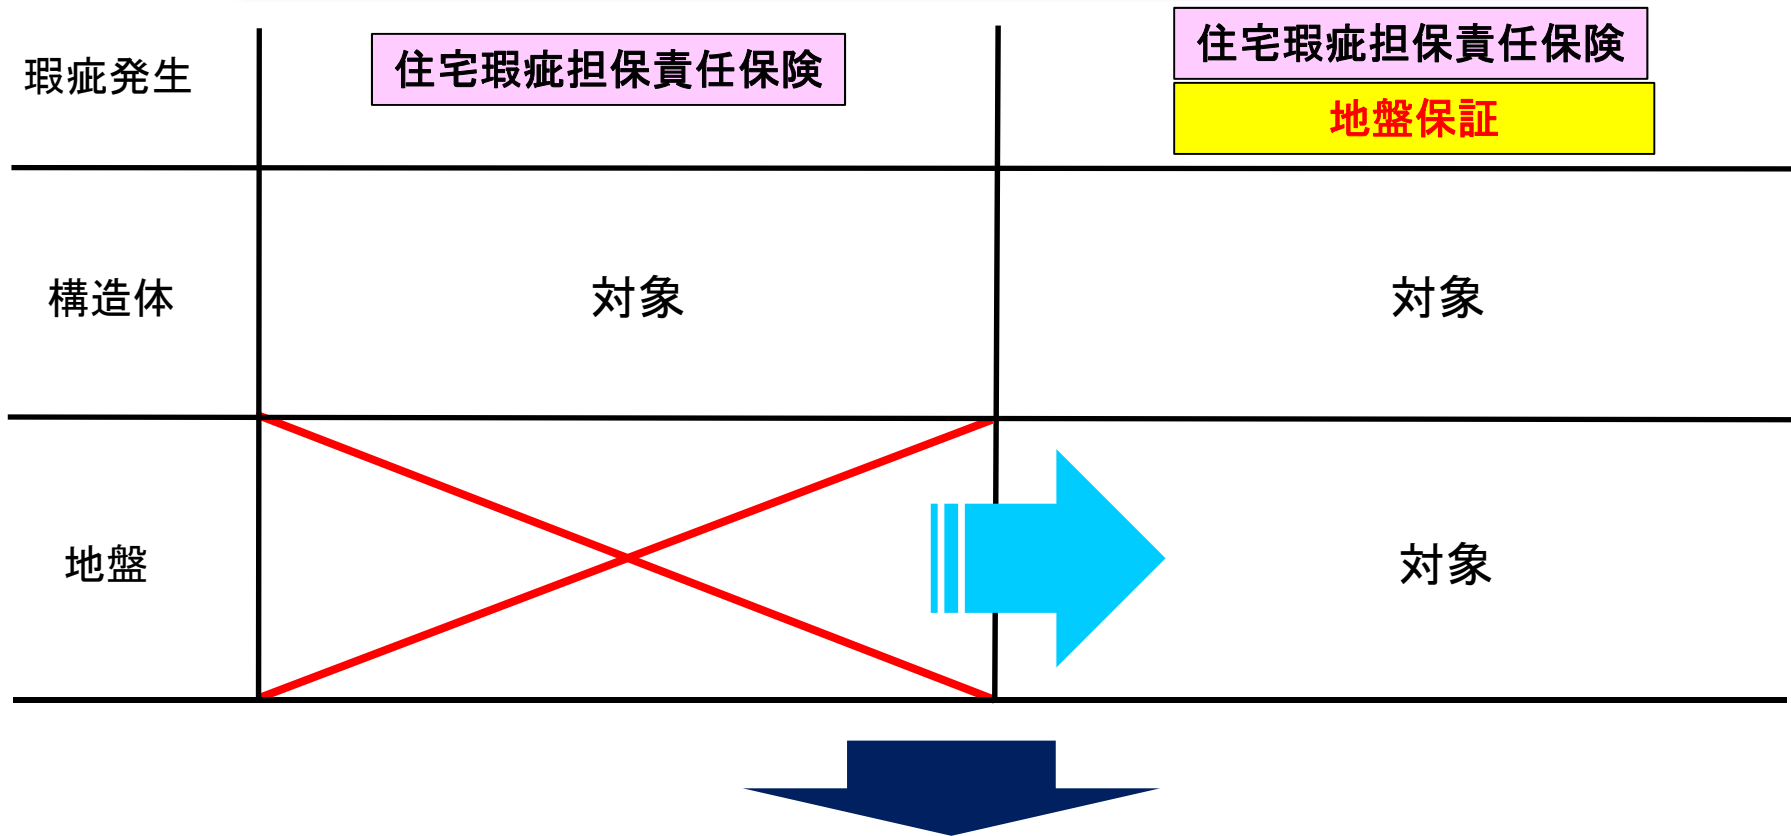 瑕疵発生
住宅瑕疵担保責任保険
住宅瑕疵担保責任保険
地盤保証
構造体
対象
対象
地盤
対象